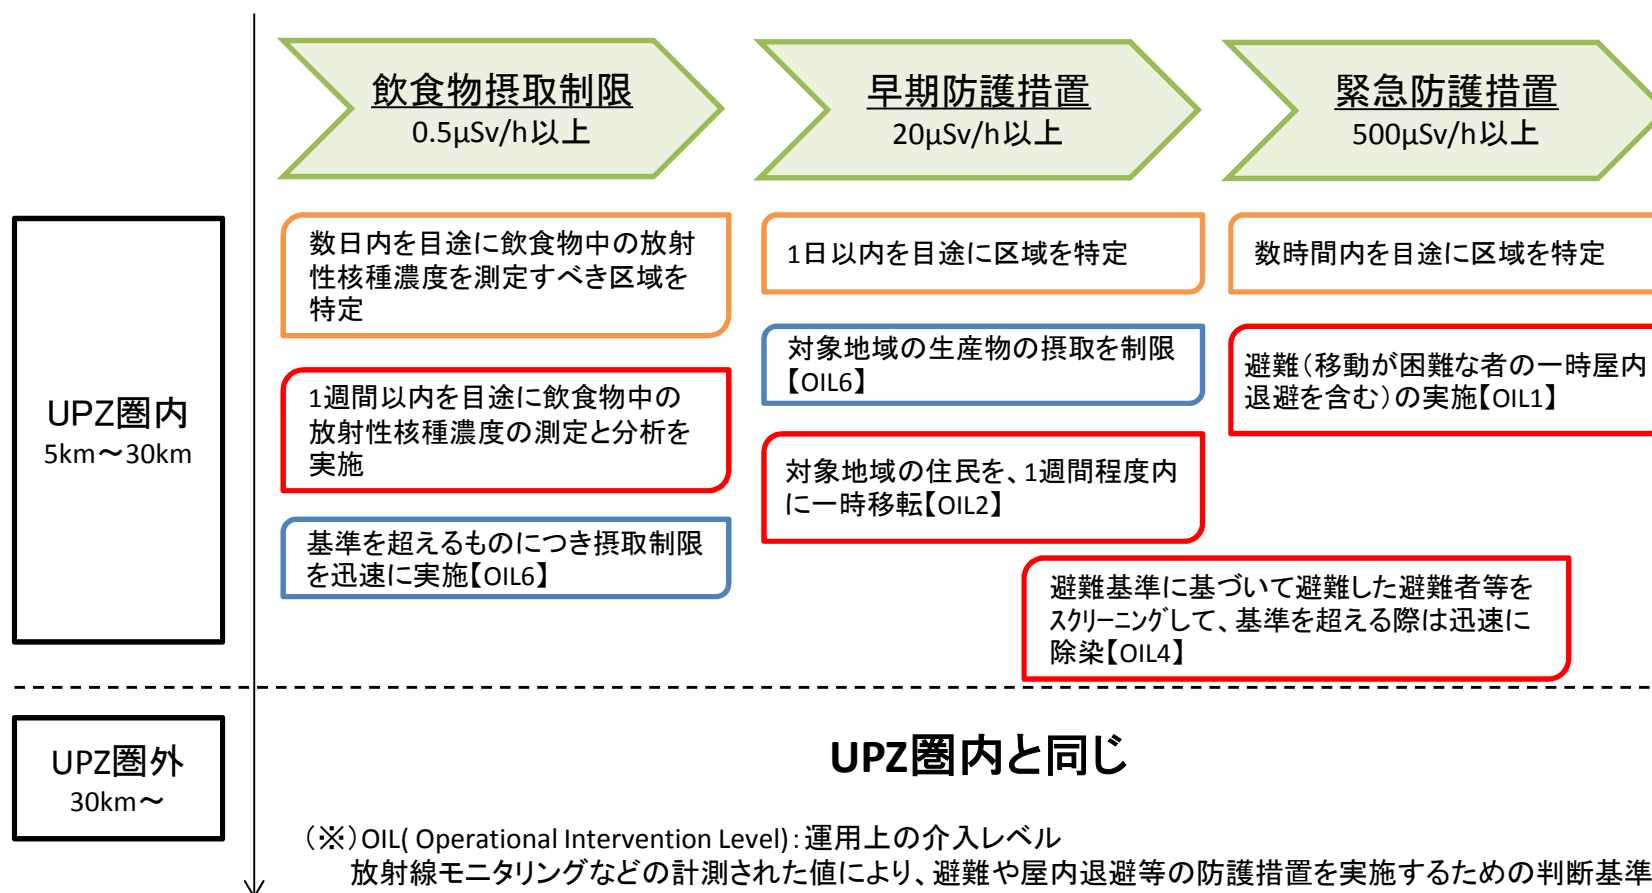 飲食物摂取制限
0.5μSv/h以上
早期防護措置
20μSv/h以上
緊急防護措置
500μSv/h以上
UPZ圏内
5km～30km
数日内を目途に飲食物中の放射
性核種濃度を測定すべき区域を
特定
1週間以内を目途に飲食物中の
放射性核種濃度の測定と分析を
実施
基準を超えるものにつき摂取制限
を迅速に実施【OIL6】
1日以内を目途に区域を特定
対象地域の生産物の摂取を制限
【OIL6】
対象地域の住民を、1週間程度内
に一時移転【OIL2】
数時間内を目途に区域を特定
避難（移動が困難な者の一時屋内
退避を含む）の実施【OIL1】
避難基準に基づいて避難した避難者等を
ｽｸﾘｰﾆﾝｸﾞして、基準を超える際は迅速に
除染【OIL4】
UPZ圏外
30km～
UPZ圏内と同じ
（※）OIL( Operational Intervention Level)：運用上の介入レベル
放射線モニタリングなどの計測された値により、避難や屋内退避等の防護措置を実施するための判断基準